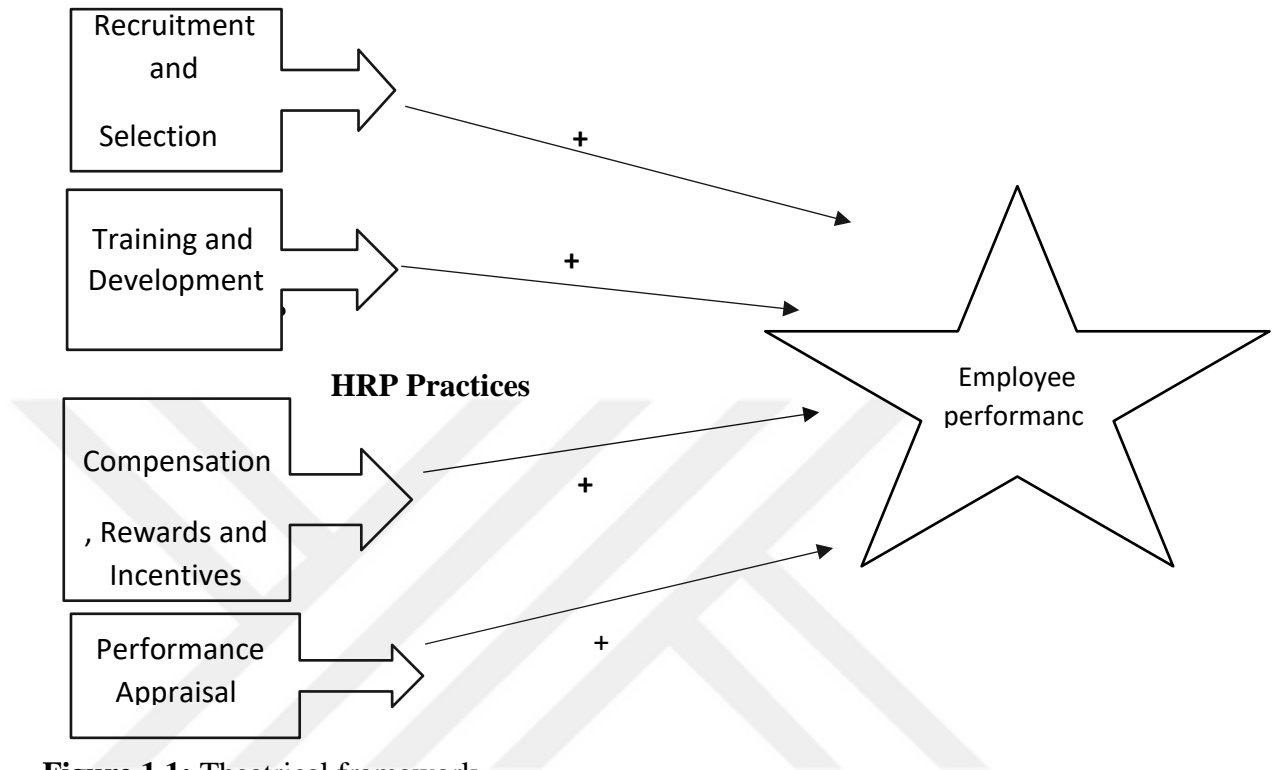 Recruitment
and
Selection
+
Training and
Development
+
HRP Practices
Employee
performanc
Compensation
+
, Rewards and
Incentives
Performance
Appraisal
+
Figure 1.1: Theatrical framework